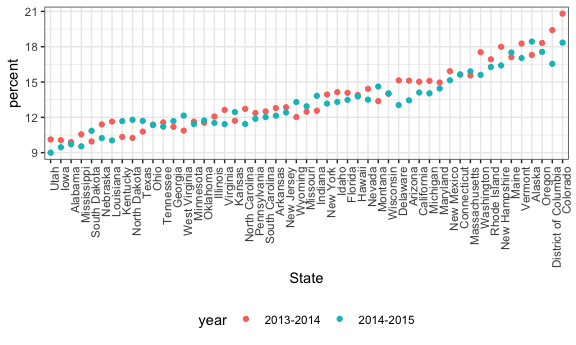 21
18
15
12
9
percent
Utah
Iowa
Alabama
Mississippi
South Dakota
Nebraska
Louisiana
Kentucky
North Dakota
Texas
Ohio
Tennessee
Georgia
West Virginia
Minnesota
Oklahoma
Illinois
Virginia
Kansas
North Carolina
Pennsylvania
South Carolina
Arkansas
New Jersey
Wyoming
Missouri
Indiana
New York
Idaho
Florida
Hawaii
Nevada
Montana
Wisconsin
Delaware
Arizona
California
Michigan
Maryland
New Mexico
Connecticut
Massachusetts
Washington
Rhode Island
New Hampshire
Maine
Vermont
Alaska
Oregon
District of Columbia
Colorado
State
year 2013-2014 2014-2015